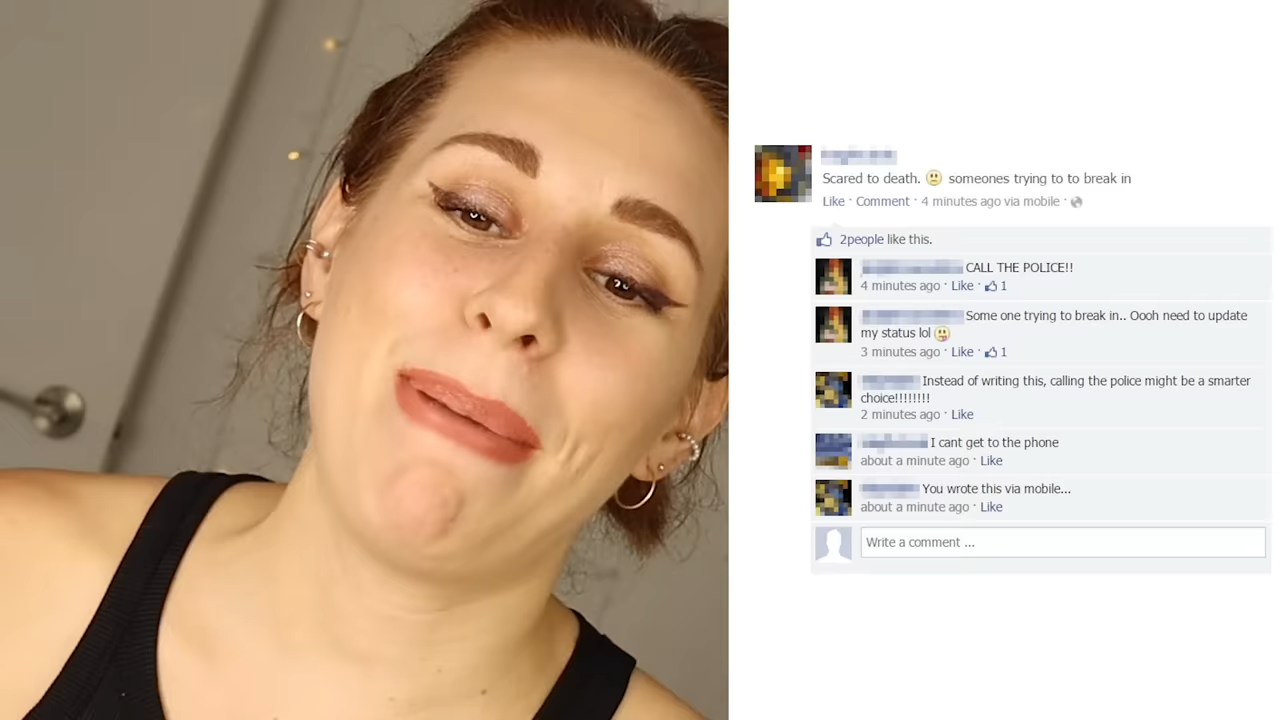 Scared to death. someones trying to to break in
Like · Comment · 4 minutes ago via mobile ·
2people like this.
CALL THE POLICE!!
4 minutes ago · Like · 1
Some one trying to break in.. Oooh need to update
my status lol
3 minutes ago · Like · 1
Instead of writing this, calling the police might be a smarter
choice!!!!!!!!
2 minutes ago · Like
I cant get to the phone
about a minute ago · Like
You wrote this via mobile...
about a minute ago · Like
Write a comment ...